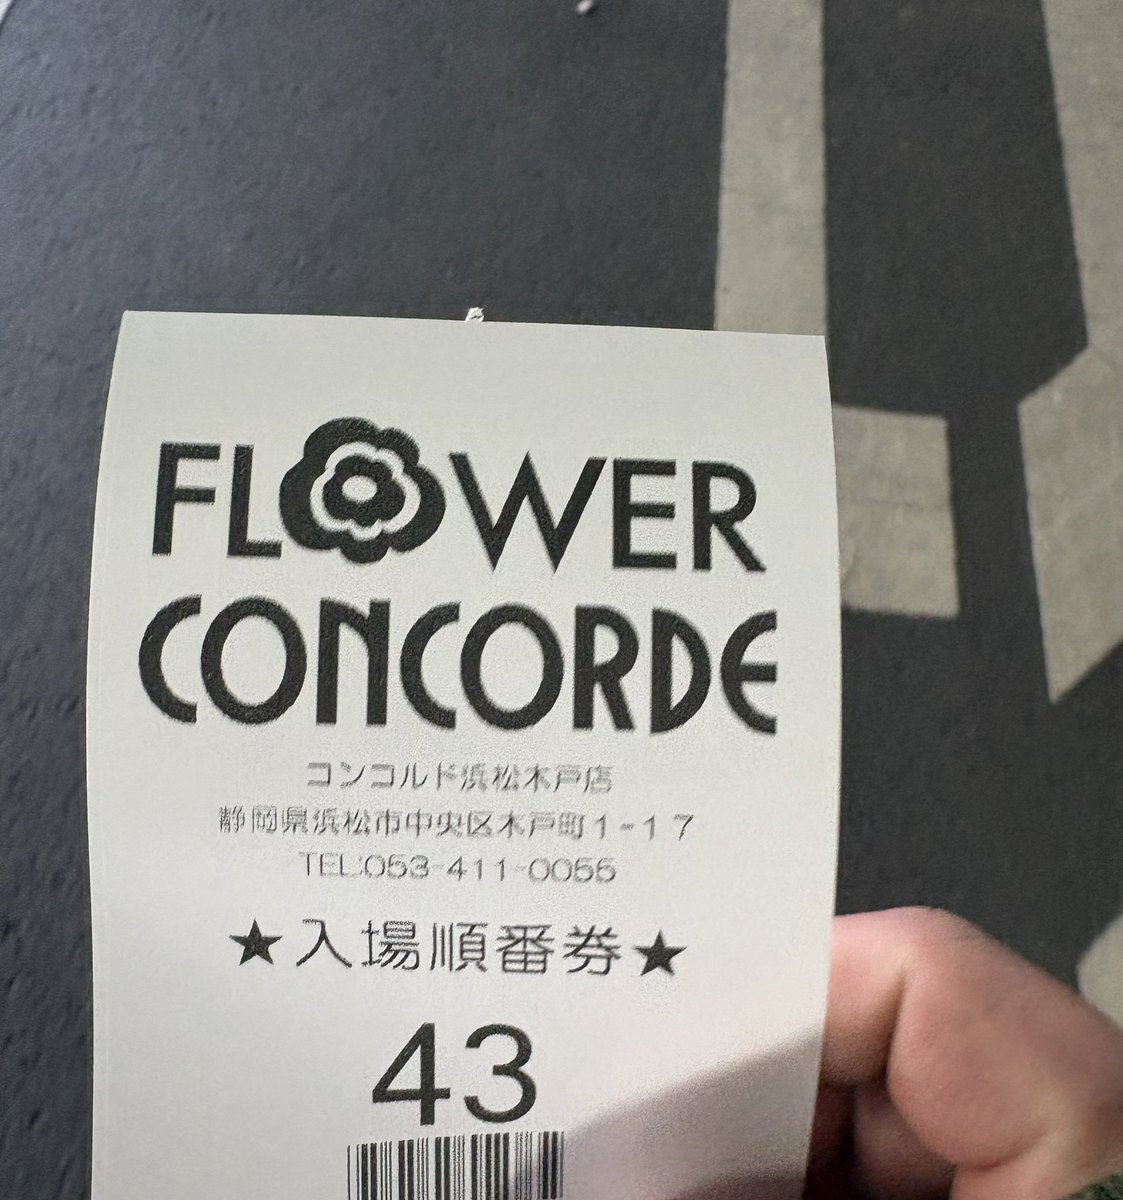 FLOWER
CONCORDE
コンコルド浜松木戸店
静岡県浜松市中央区木戸町1-17
TEL:053-411-0055
★入場順番券★
43